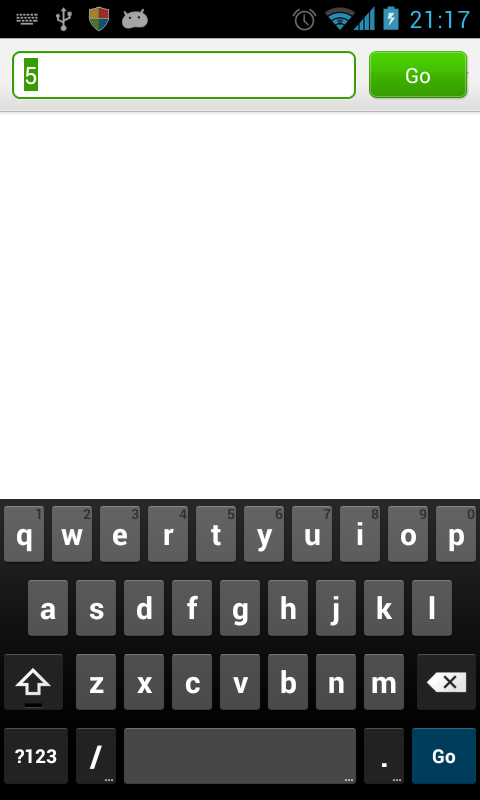 21:17
5 Go
1 2 3 4 5 6 7 8 9 0
q w e r t y u i o p
a s d f g h j k l
z x c v b n m
?123 / ... ... . ... Go